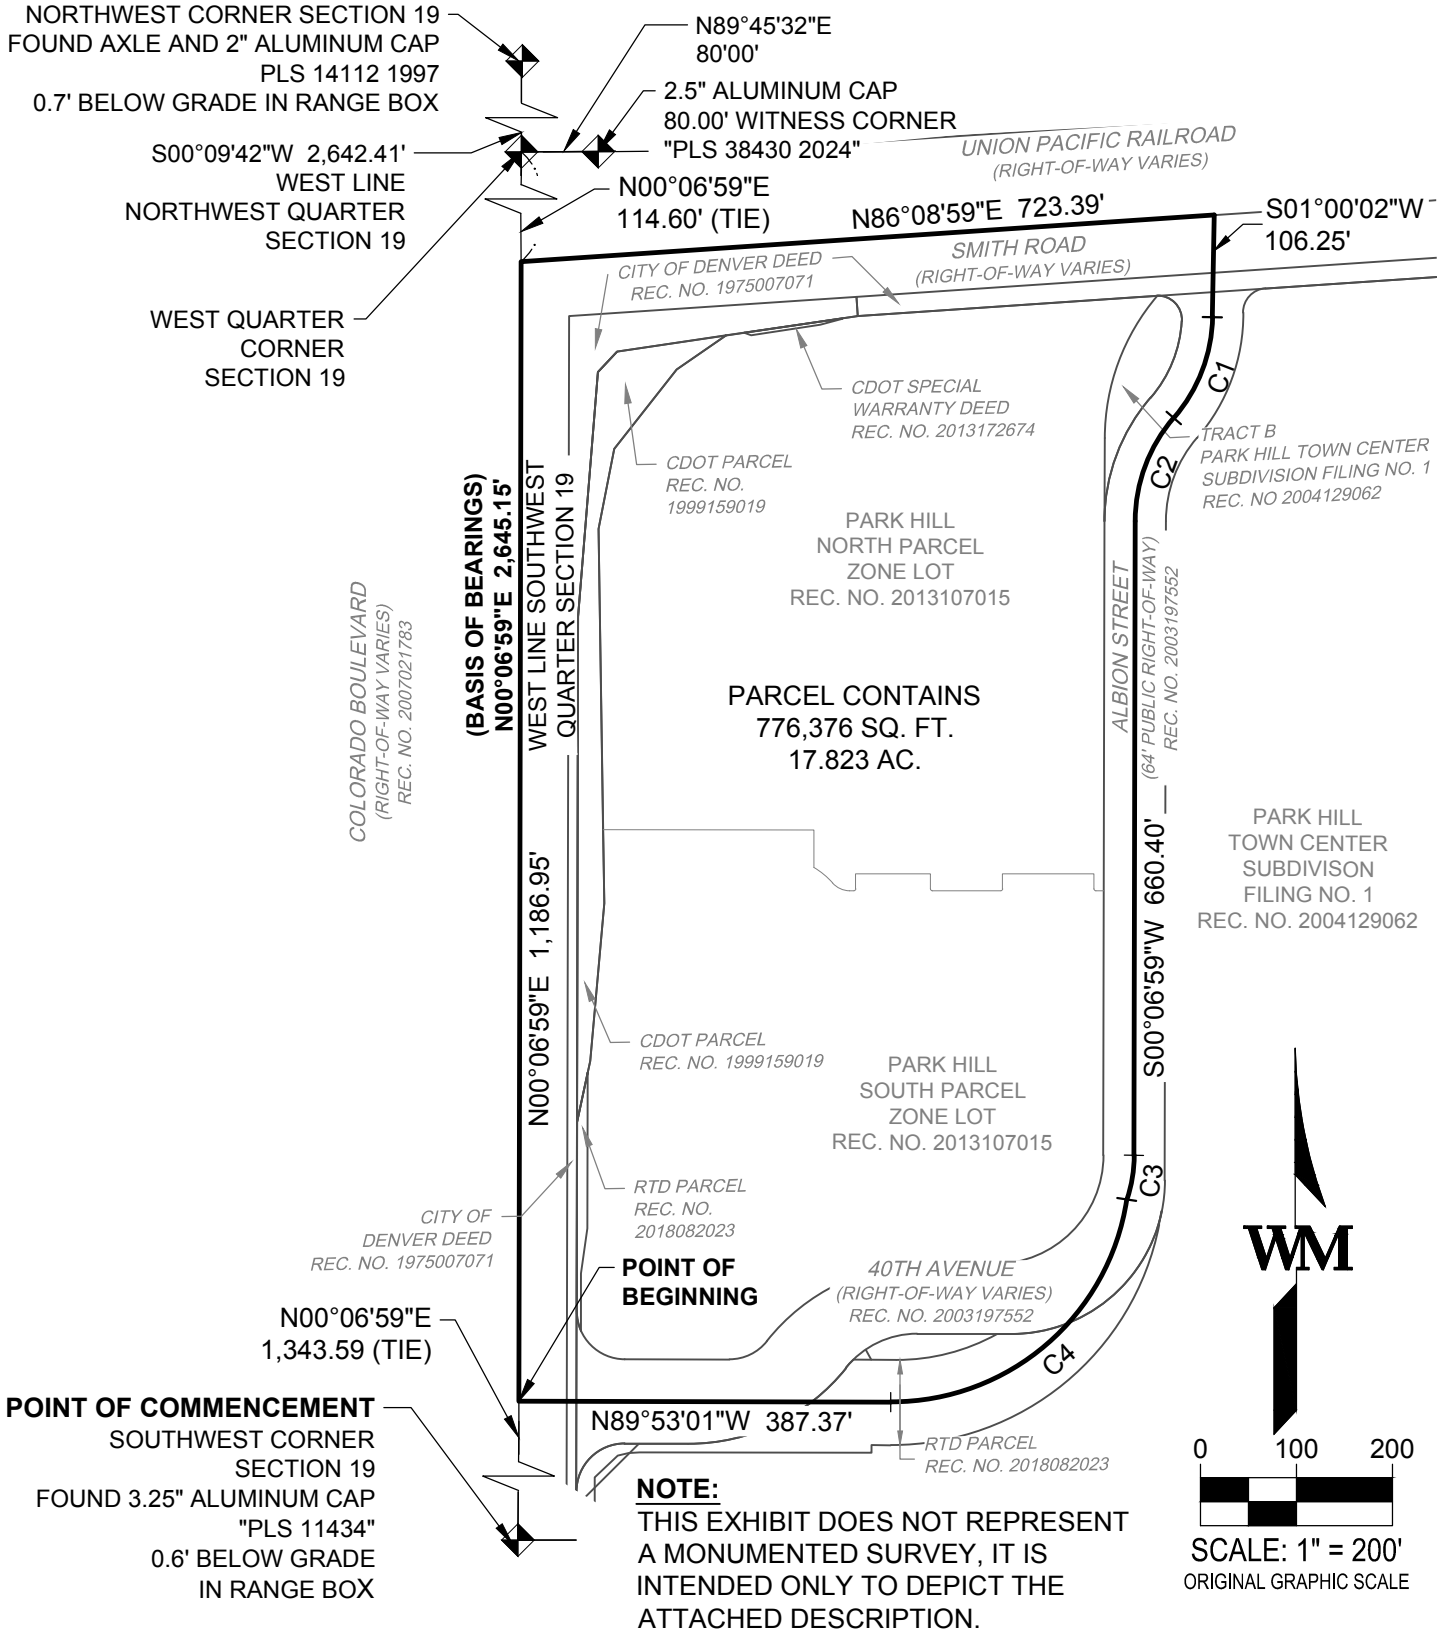 NORTHWEST CORNER SECTION 19
FOUND AXLE AND 2" ALUMINUM CAP
PLS 14112 1997
0.7' BELOW GRADE IN RANGE BOX
N89°45'32"E
80'00'
2.5" ALUMINUM CAP
80.00' WITNESS CORNER
"PLS 38430 2024"
S00°09'42"W 2,642.41'
WEST LINE
NORTHWEST QUARTER
SECTION 19
N00°06'59"E
114.60' (TIE)
UNION PACIFIC RAILROAD
(RIGHT-OF-WAY VARIES)
N86°08'59"E 723.39'
S01°00'02"W
106.25'
SMITH ROAD
(RIGHT-OF-WAY VARIES)
CITY OF DENVER DEED
REC. NO. 1975007071
WEST QUARTER
CORNER
SECTION 19
CDOT SPECIAL
WARRANTY DEED
REC. NO. 2013172674
C1
C2
TRACT B
PARK HILL TOWN CENTER
SUBDIVISION FILING NO. 1
REC. NO 2004129062
CDOT PARCEL
REC. NO.
1999159019
(BASIS OF BEARINGS)
N00°06'59"E 2,645.15'
WEST LINE SOUTHWEST
QUARTER SECTION 19
PARK HILL
NORTH PARCEL
ZONE LOT
REC. NO. 2013107015
COLORADO BOULEVARD
(RIGHT-OF-WAY VARIES)
REC. NO. 2007021783
ALBION STREET
(64' PUBLIC RIGHT-OF-WAY)
REC. NO. 2003197552
PARCEL CONTAINS
776,376 SQ. FT.
17.823 AC.
PARK HILL
TOWN CENTER
SUBDIVISON
FILING NO. 1
REC. NO. 2004129062
N00°06'59"E 1,186.95'
S00°06'59"W 660.40'
CDOT PARCEL
REC. NO. 1999159019
PARK HILL
SOUTH PARCEL
ZONE LOT
REC. NO. 2013107015
C3
RTD PARCEL
REC. NO.
2018082023
CITY OF
DENVER DEED
REC. NO. 1975007071
POINT OF
BEGINNING
40TH AVENUE
(RIGHT-OF-WAY VARIES)
REC. NO. 2003197552
WM
N00°06'59"E
1,343.59 (TIE)
C4
POINT OF COMMENCEMENT
SOUTHWEST CORNER
SECTION 19
FOUND 3.25" ALUMINUM CAP
"PLS 11434"
0.6' BELOW GRADE
IN RANGE BOX
N89°53'01"W 387.37'
RTD PARCEL
REC. NO. 2018082023
0 100 200
SCALE: 1" = 200'
ORIGINAL GRAPHIC SCALE
NOTE:
THIS EXHIBIT DOES NOT REPRESENT
A MONUMENTED SURVEY, IT IS
INTENDED ONLY TO DEPICT THE
ATTACHED DESCRIPTION.